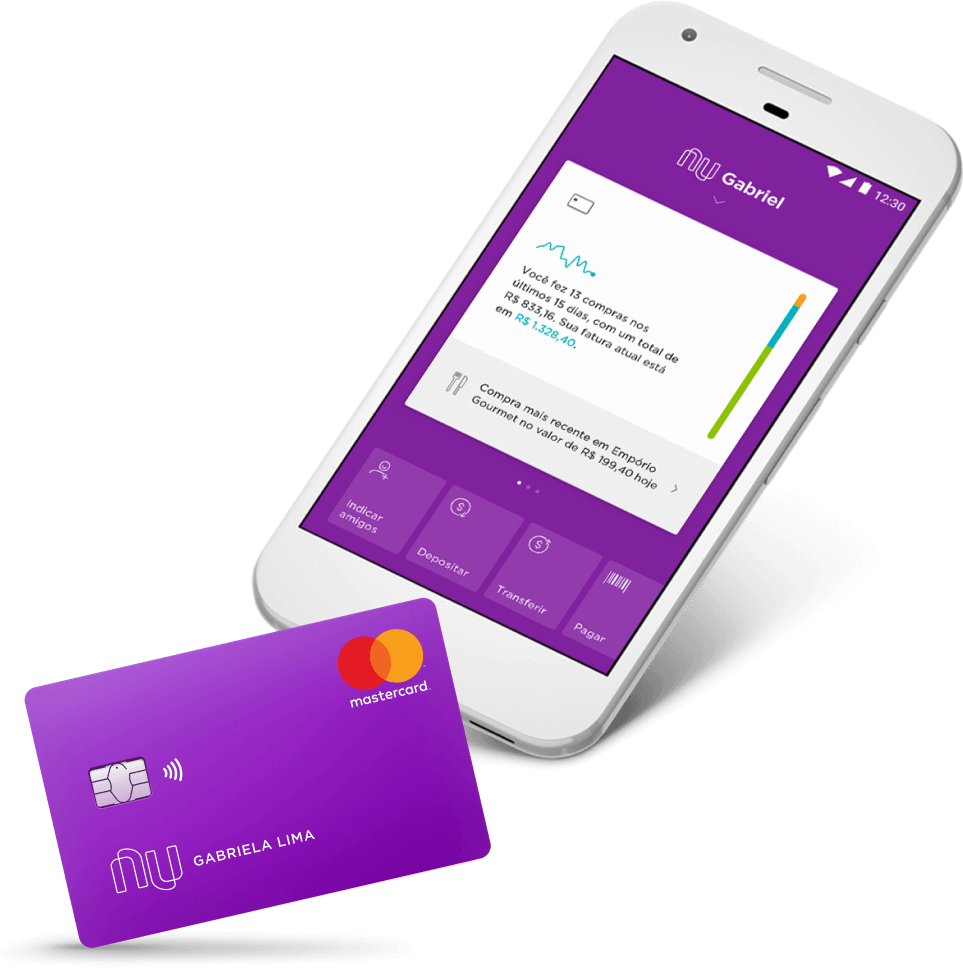 nu Gabriel
12:30
Você fez 13 compras nos
últimos 15 dias, com um total de
R$ 833,16. Sua fatura atual está
em R$ 1.328,40.
Compra mais recente em Empório
Gourmet no valor de R$ 199,40 hoje
Indicar
amigos
Depositar
Transferir
Pagar
mastercard
nu GABRIELA LIMA